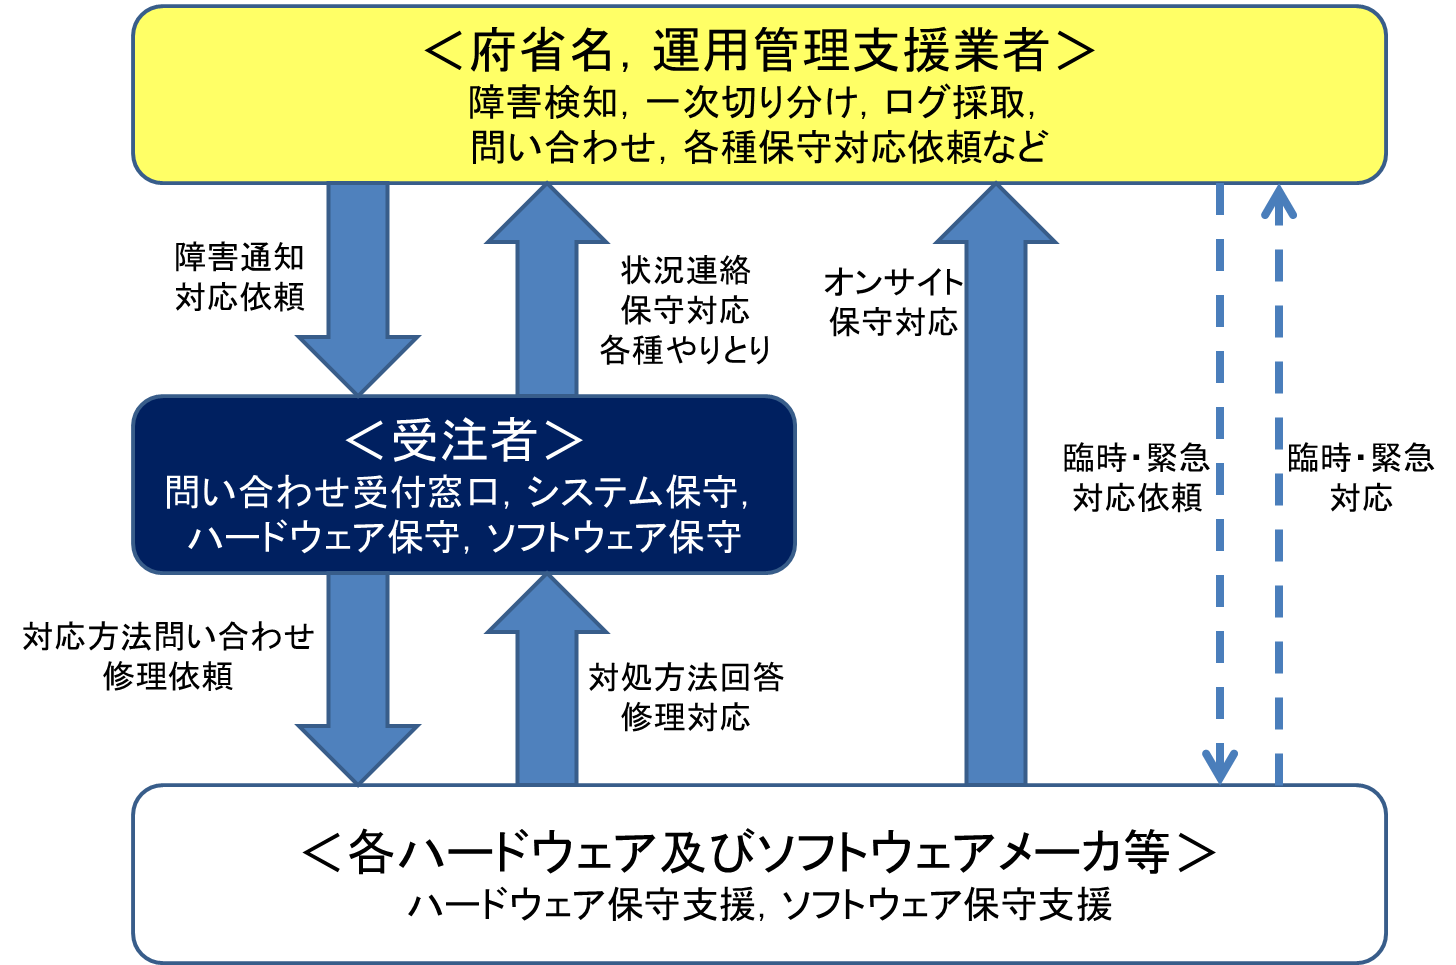 ＜府省名，運用管理支援業者＞
障害検知，一次切り分け，ログ採取，
問い合わせ，各種保守対応依頼など
障害通知
対応依頼
状況連絡
保守対応
各種やりとり
オンサイト
保守対応
＜受注者＞
問い合わせ受付窓口，システム保守，
ハードウェア保守，ソフトウェア保守
臨時・緊急
対応依頼
臨時・緊急
対応
対応方法問い合わせ
修理依頼
対処方法回答
修理対応
＜各ハードウェア及びソフトウェアメーカ等＞
ハードウェア保守支援，ソフトウェア保守支援